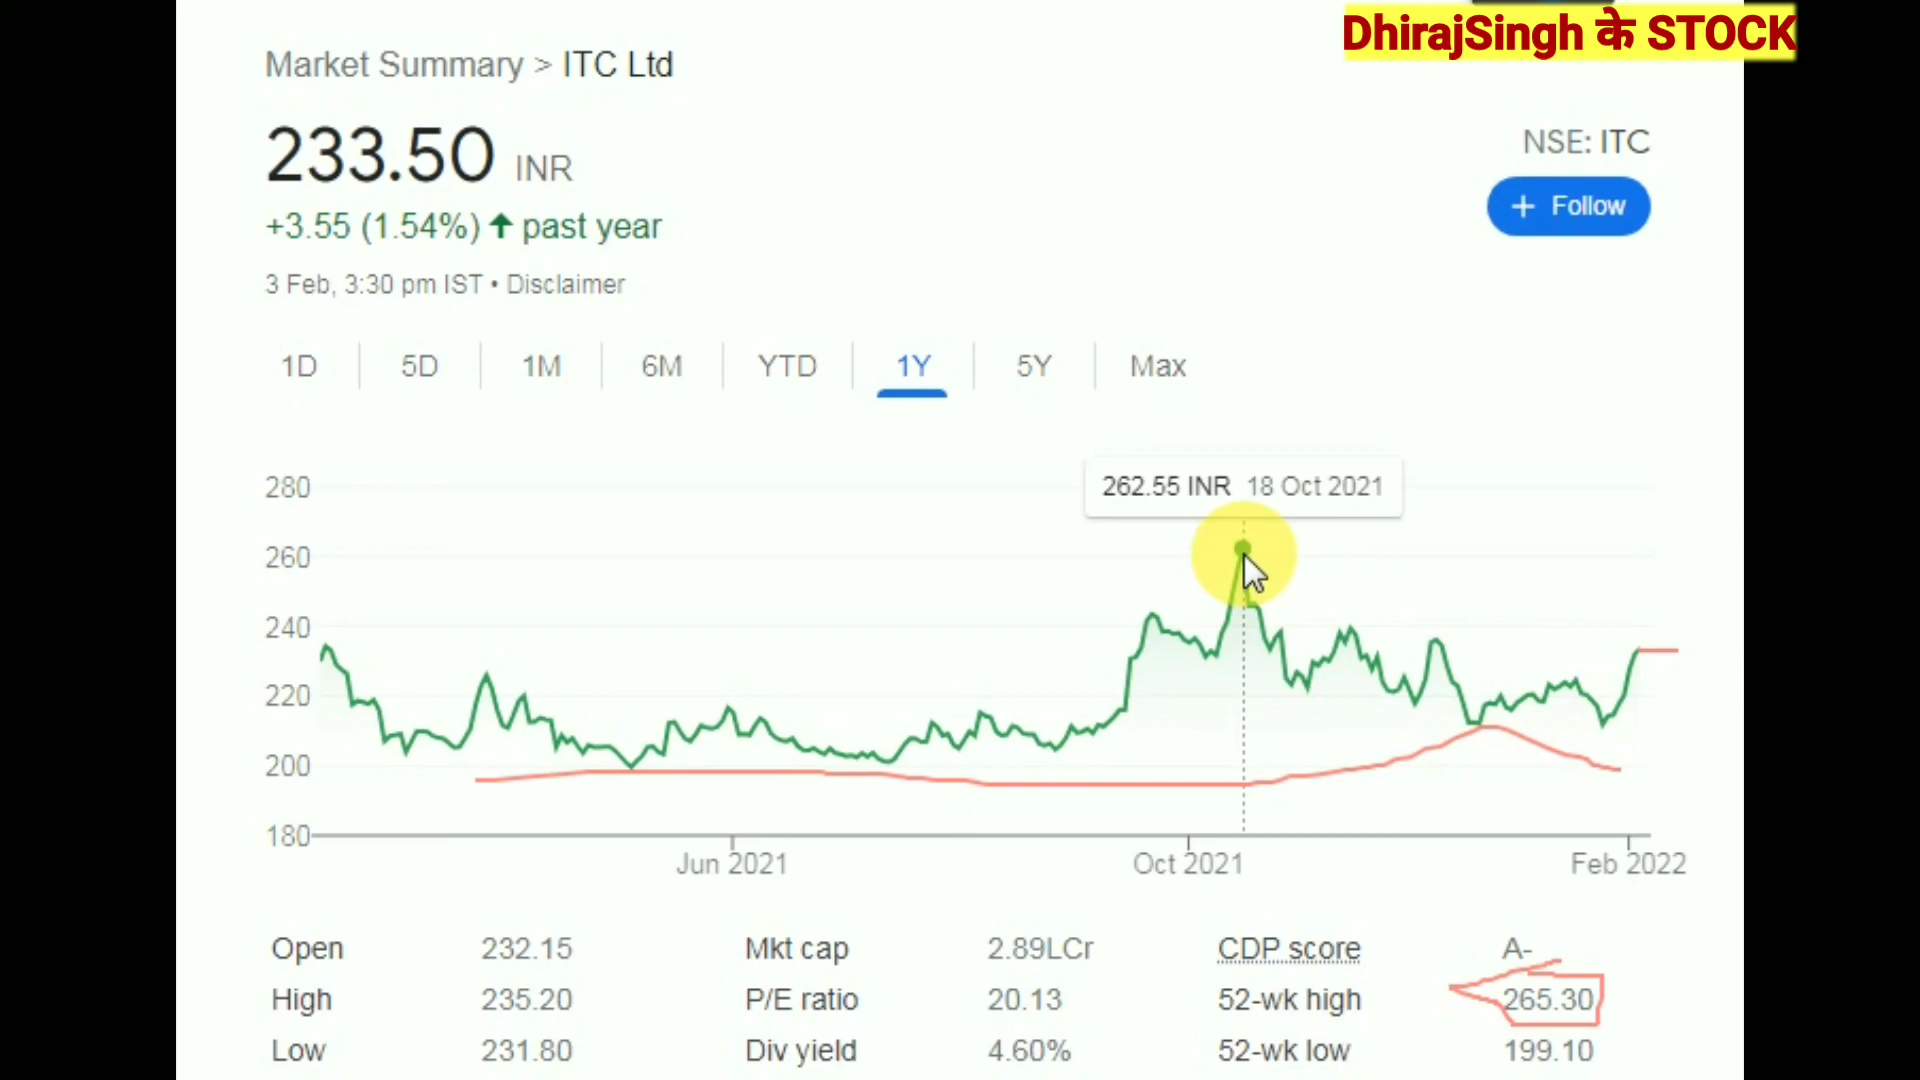 DhirajSingh के STOCK
Market Summary > ITC Ltd
233.50 INR
NSE: ITC
+ Follow
+3.55 (1.54%) ↑ past year
3 Feb, 3:30 pm IST • Disclaimer
1D 5D 1M 6M YTD 1Y 5Y Max
262.55 INR 18 Oct 2021
280
260
240
220
200
180
Jun 2021 Oct 2021 Feb 2022
Open 232.15 Mkt cap 2.89LCr CDP score A-
High 235.20 P/E ratio 20.13 52-wk high 265.30
Low 231.80 Div yield 4.60% 52-wk low 199.10